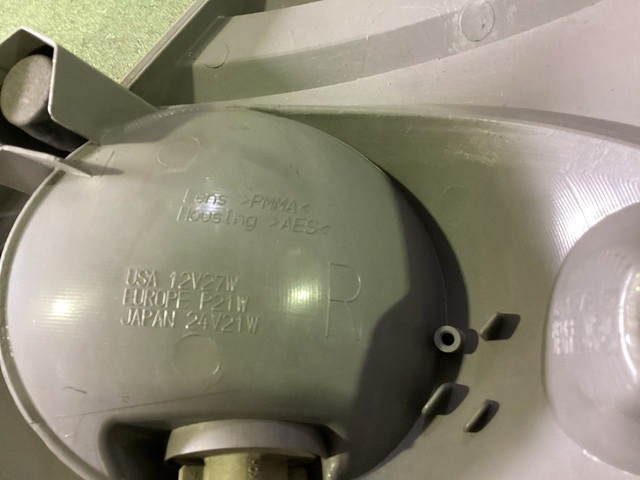 Lens >PMMA<
Housing >AES<
USA 12V27W
EUROPE P21W
JAPAN 24V21W
R